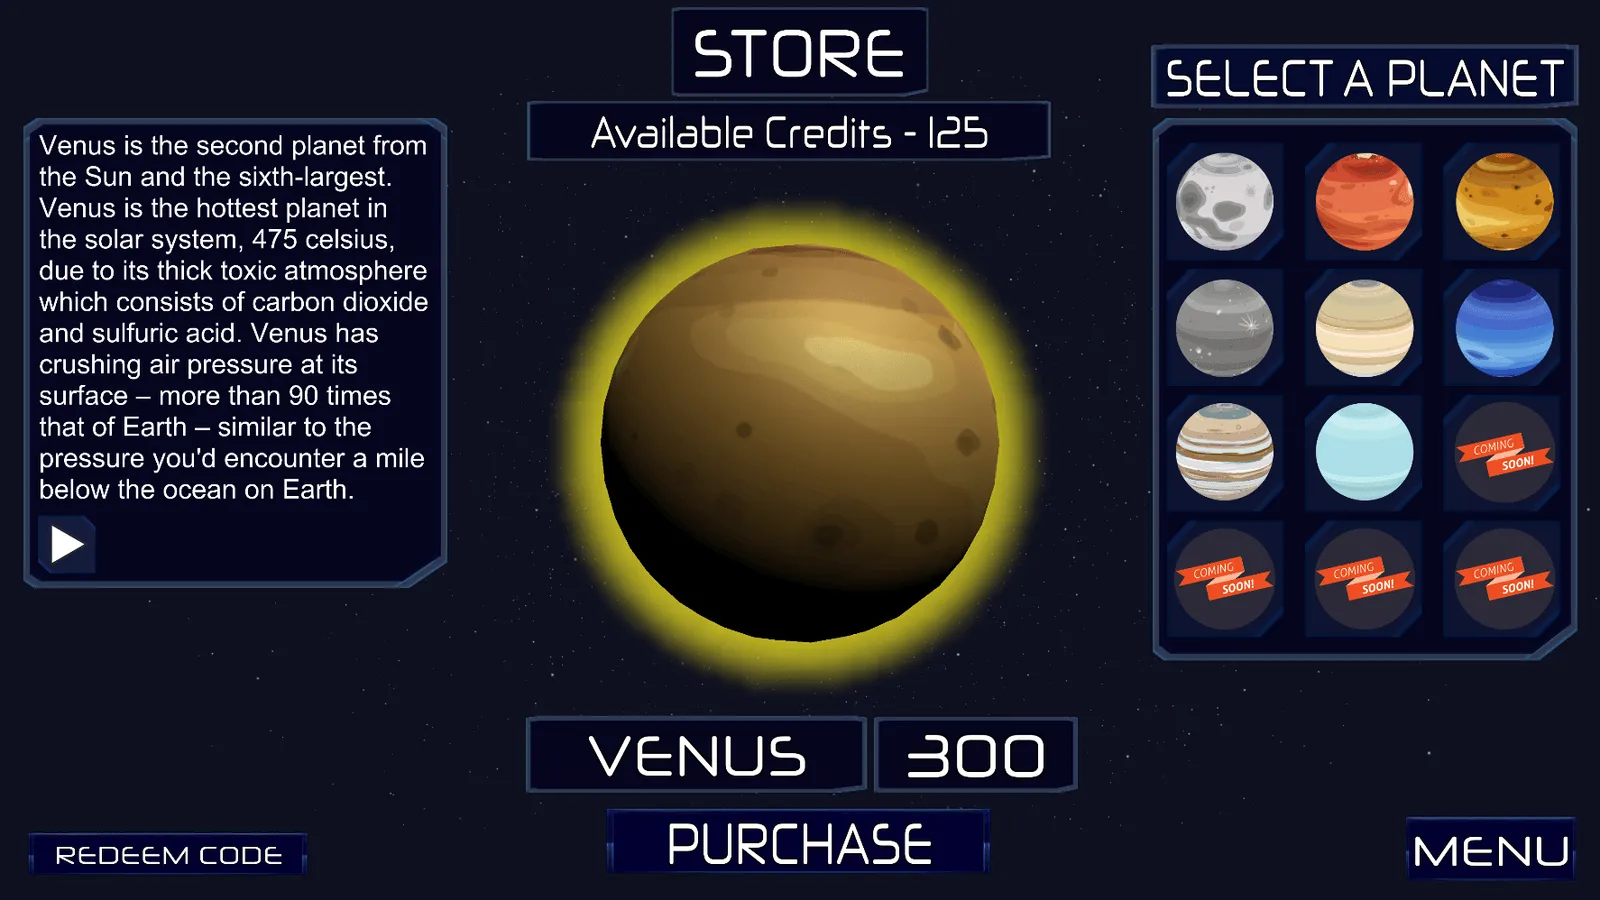 STORE
Available Credits - 125
SELECT A PLANET
Venus is the second planet from
the Sun and the sixth-largest.
Venus is the hottest planet in
the solar system, 475 celsius,
due to its thick toxic atmosphere
which consists of carbon dioxide
and sulfuric acid. Venus has
crushing air pressure at its
surface – more than 90 times
that of Earth – similar to the
pressure you'd encounter a mile
below the ocean on Earth.
COMING
SOON!
COMING
SOON!
COMING
SOON!
COMING
SOON!
VENUS
300
PURCHASE
REDEEM CODE
MENU